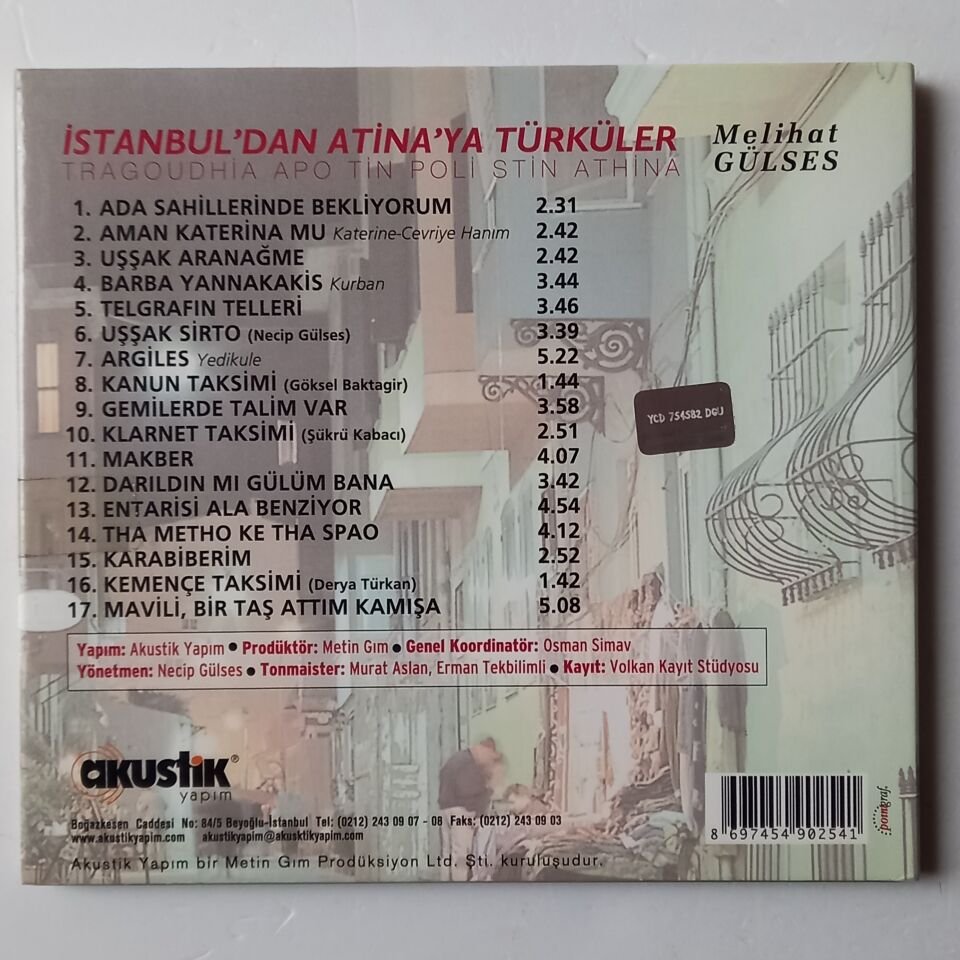 İSTANBUL'DAN ATİNA'YA TÜRKÜLER
TRAGOUDHIA APO TIN POLI STIN ATHINA
Melihat
GÜLSES
1. ADA SAHİLLERİNDE BEKLİYORUM 2.31
2. AMAN KATERINA MU Katerine-Cevriye Hanım 2.42
3. UŞŞAK ARANAĞME 2.42
4. BARBA YANNAKAKIS Kurban 3.44
5. TELGRAFIN TELLERİ 3.46
6. UŞŞAK SİRTO (Necip Gülses) 3.39
7. ARGILES Yedikule 5.22
8. KANUN TAKSİMİ (Göksel Baktagir) 1.44
9. GEMİLERDE TALİM VAR 3.58
10. KLARNET TAKSİMİ (Şükrü Kabacı) 2.51
11. MAKBER 4.07
12. DARILDIN MI GÜLÜM BANA 3.42
13. ENTARİSİ ALA BENZİYOR 4.54
14. THA METHO KE THA SPAO 4.12
15. KARABİBERİM 2.52
16. KEMENÇE TAKSİMİ (Derya Türkan) 1.42
17. MAVİLİ, BİR TAŞ ATTIM KAMIŞA 5.08
YCD 754582 DGU
Yapım: Akustik Yapım ● Prodüktör: Metin Gım ● Genel Koordinatör: Osman Simav
Yönetmen: Necip Gülses ● Tonmaister: Murat Aslan, Erman Tekbilimli ● Kayıt: Volkan Kayıt Stüdyosu
akustik®
yapım
Boğazkesen Caddesi No: 84/5 Beyoğlu-İstanbul Tel: (0212) 243 09 07 - 08 Faks: (0212) 243 09 03
www.akustikyapim.com akustikyapim@akusktikyapim.com
Akustik Yapım bir Metin Gım Prodüksiyon Ltd. Şti. kuruluşudur.
8 697454 902541
pomigraf.